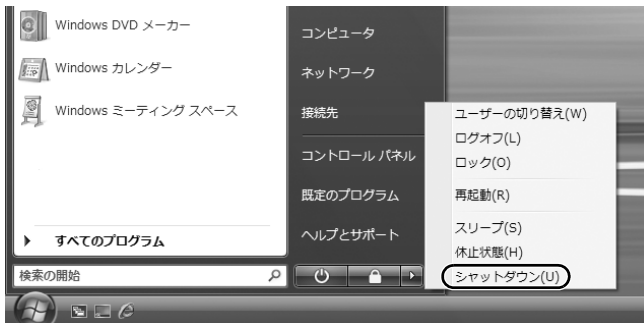 Windows DVD メーカー
Windows カレンダー
Windows ミーティング スペース
すべてのプログラム
検索の開始
コンピュータ
ネットワーク
接続先
コントロール パネル
既定のプログラム
ヘルプとサポート
ユーザーの切り替え(W)
ログオフ(L)
ロック(O)
再起動(R)
スリープ(S)
休止状態(H)
シャットダウン(U)